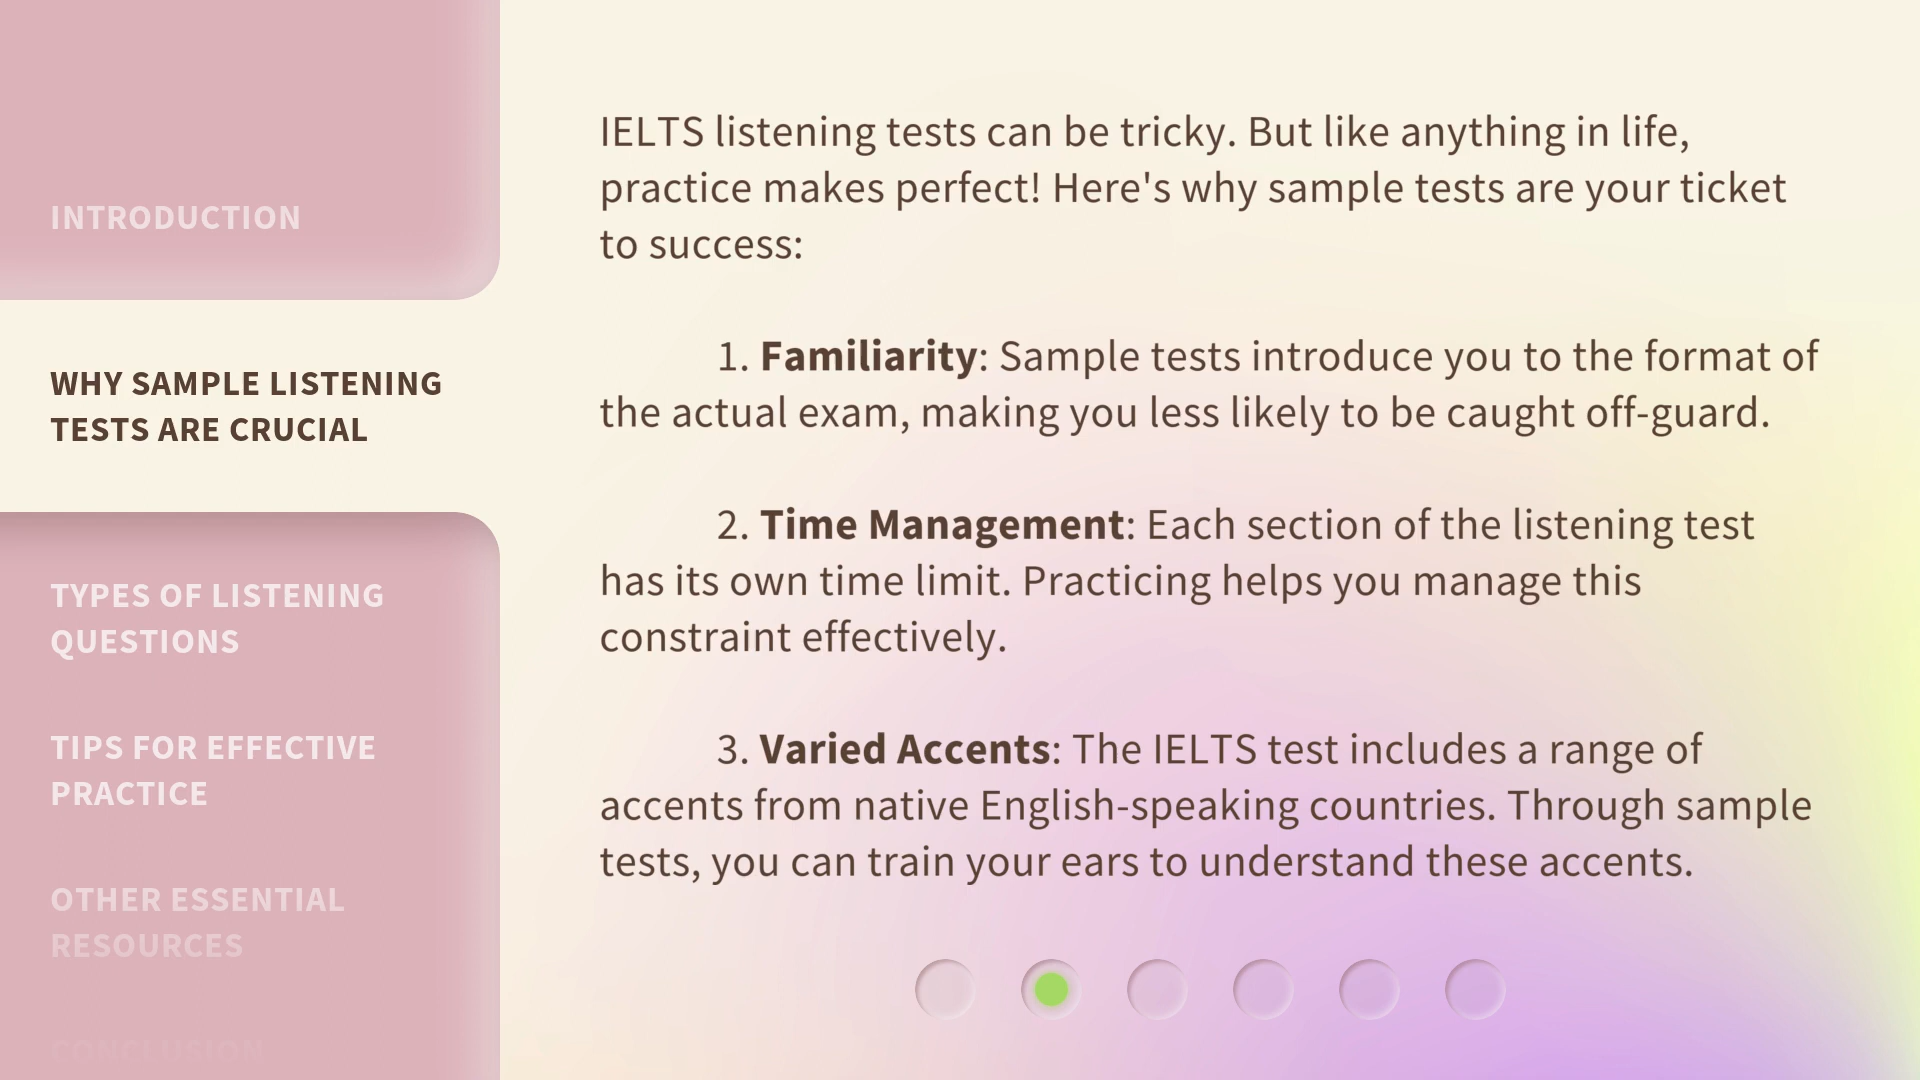 INTRODUCTION
WHY SAMPLE LISTENING
TESTS ARE CRUCIAL
TYPES OF LISTENING
QUESTIONS
TIPS FOR EFFECTIVE
PRACTICE
OTHER ESSENTIAL
RESOURCES
CONCLUSION
IELTS listening tests can be tricky. But like anything in life,
practice makes perfect! Here's why sample tests are your ticket
to success:
1. Familiarity: Sample tests introduce you to the format of
the actual exam, making you less likely to be caught off-guard.
2. Time Management: Each section of the listening test
has its own time limit. Practicing helps you manage this
constraint effectively.
3. Varied Accents: The IELTS test includes a range of
accents from native English-speaking countries. Through sample
tests, you can train your ears to understand these accents.